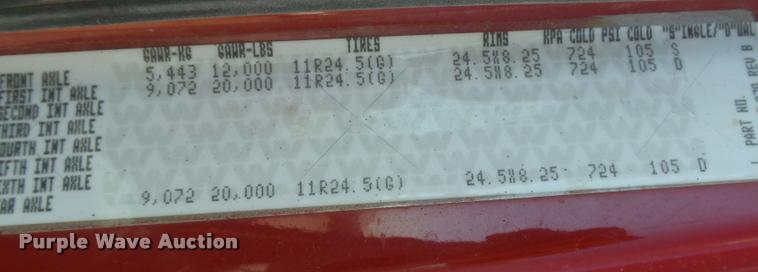 GAWR-KG GAWR-LBS TIRES RIMS KPA COLD PSI COLD "S"INGLE/"D"UAL
FRONT AXLE 5,443 12,000 11R24.5(G) 24.5X8.25 724 105 S
FIRST INT AXLE 9,072 20,000 11R24.5(G) 24.5X8.25 724 105 D
SECOND INT AXLE
THIRD INT AXLE
FOURTH INT AXLE
FIFTH INT AXLE
SIXTH INT AXLE
EAR AXLE 9,072 20,000 11R24.5(G) 24.5X8.25 724 105 D
PART NO. REV B
Purple Wave Auction